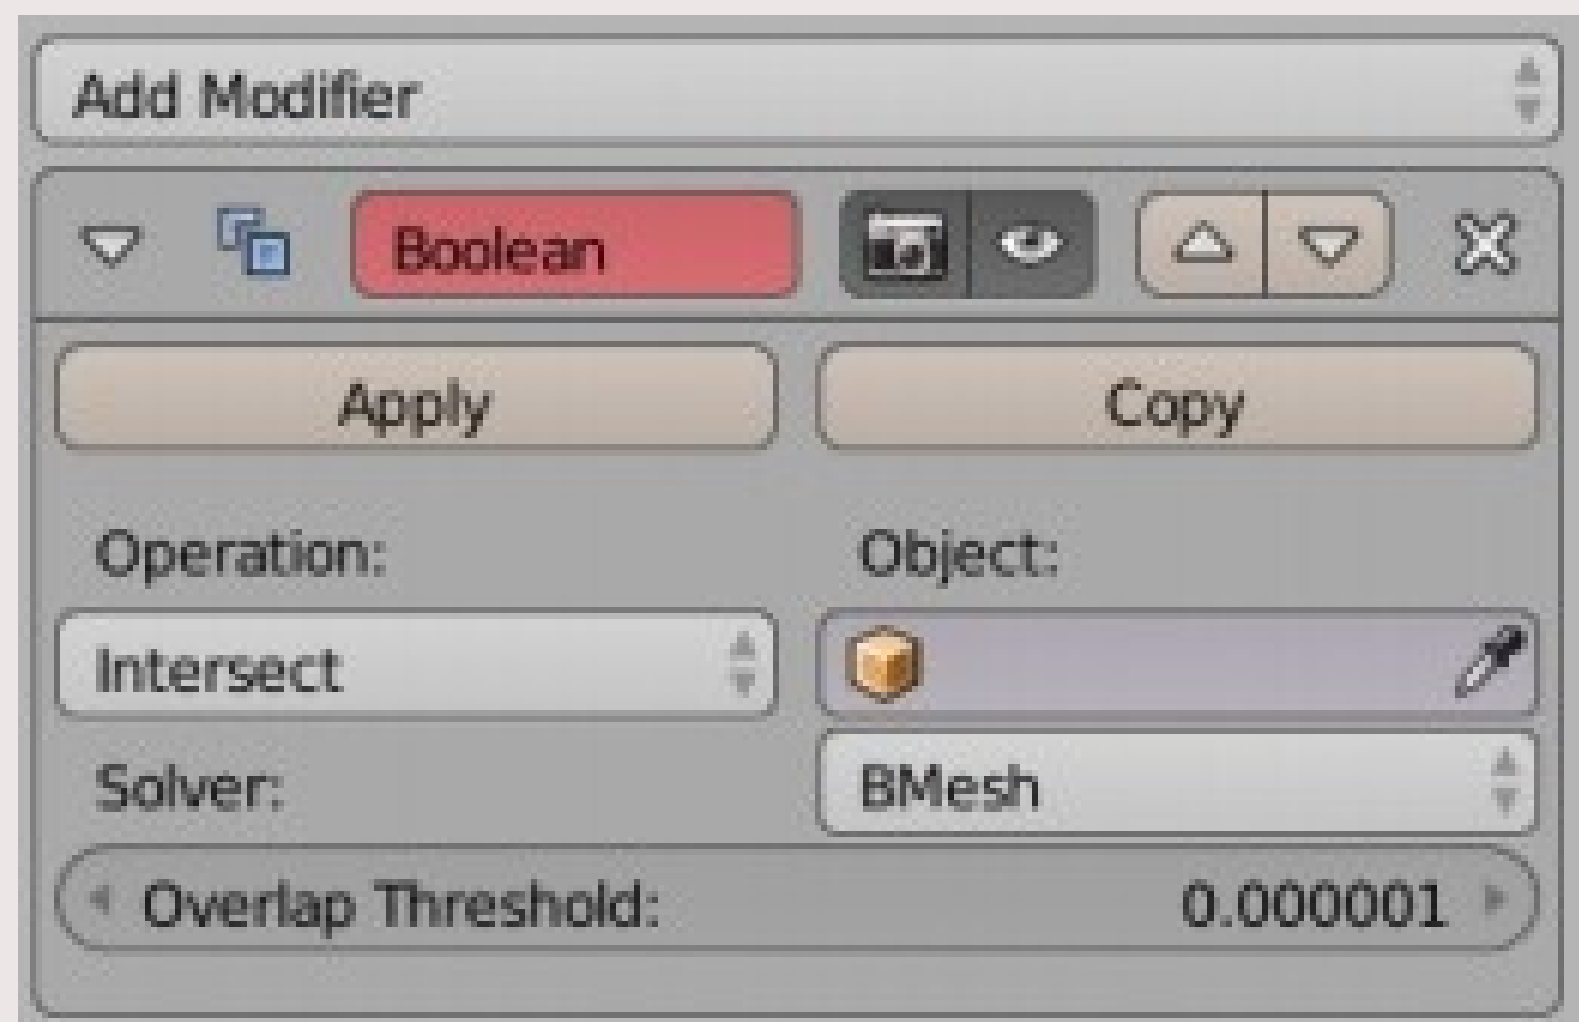 Add Modifier
Boolean
Apply Copy
Operation: Object:
Intersect
Solver: BMesh
Overlap Threshold: 0.000001